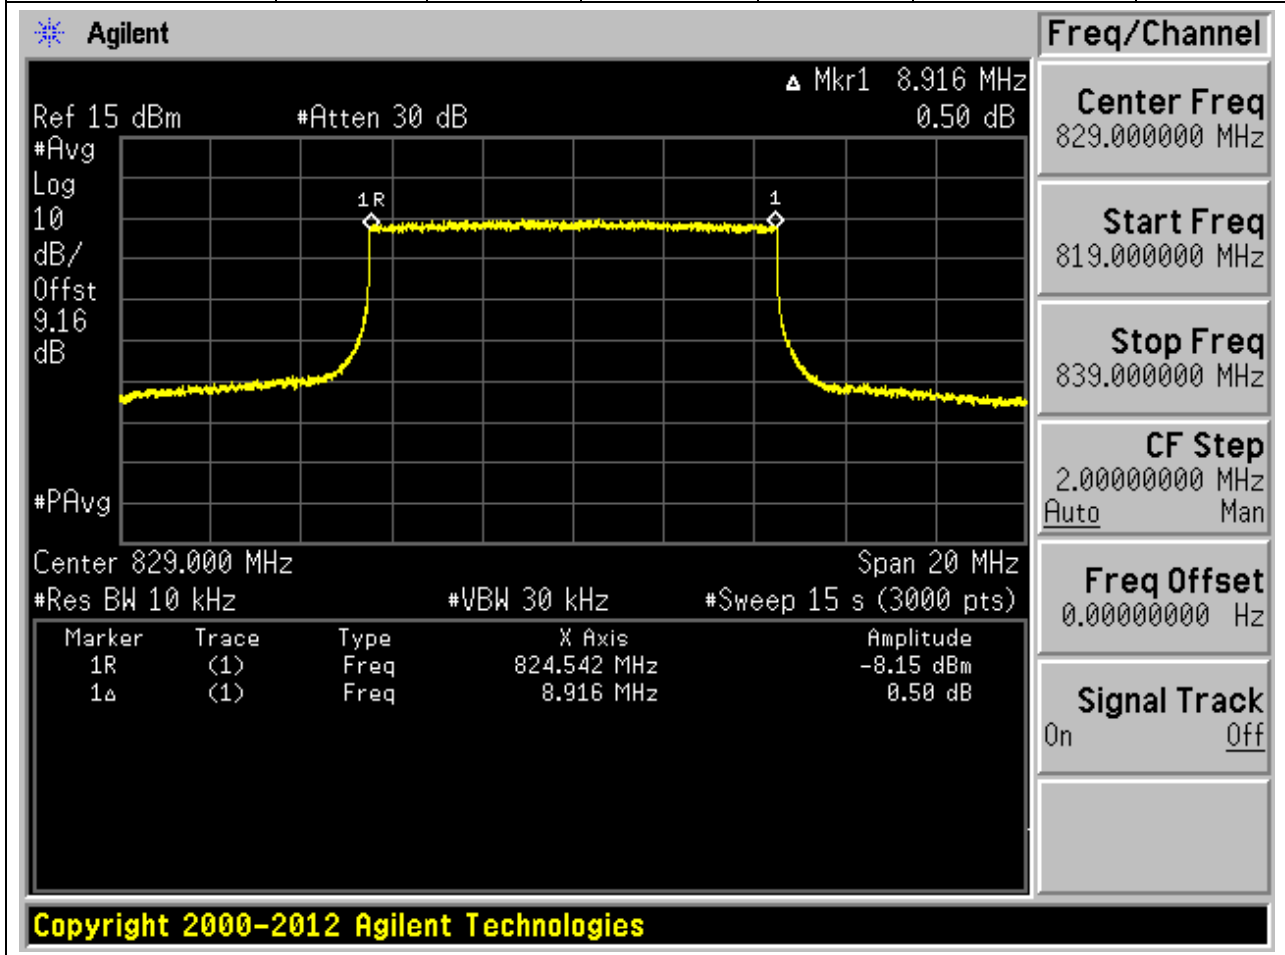 Agilent
Freq/Channel
Δ Mkr1 8.916 MHz
Ref 15 dBm #Atten 30 dB 0.50 dB
#Avg
Log
10
dB/
Offst
9.16
dB
1R 1
#PAvg
Center 829.000 MHz Span 20 MHz
#Res BW 10 kHz #VBW 30 kHz #Sweep 15 s (3000 pts)
Marker Trace Type X Axis Amplitude
1R (1) Freq 824.542 MHz -8.15 dBm
1Δ (1) Freq 8.916 MHz 0.50 dB
Center Freq
829.000000 MHz
Start Freq
819.000000 MHz
Stop Freq
839.000000 MHz
CF Step
2.00000000 MHz
Auto Man
Freq Offset
0.00000000 Hz
Signal Track
On Off
Copyright 2000-2012 Agilent Technologies